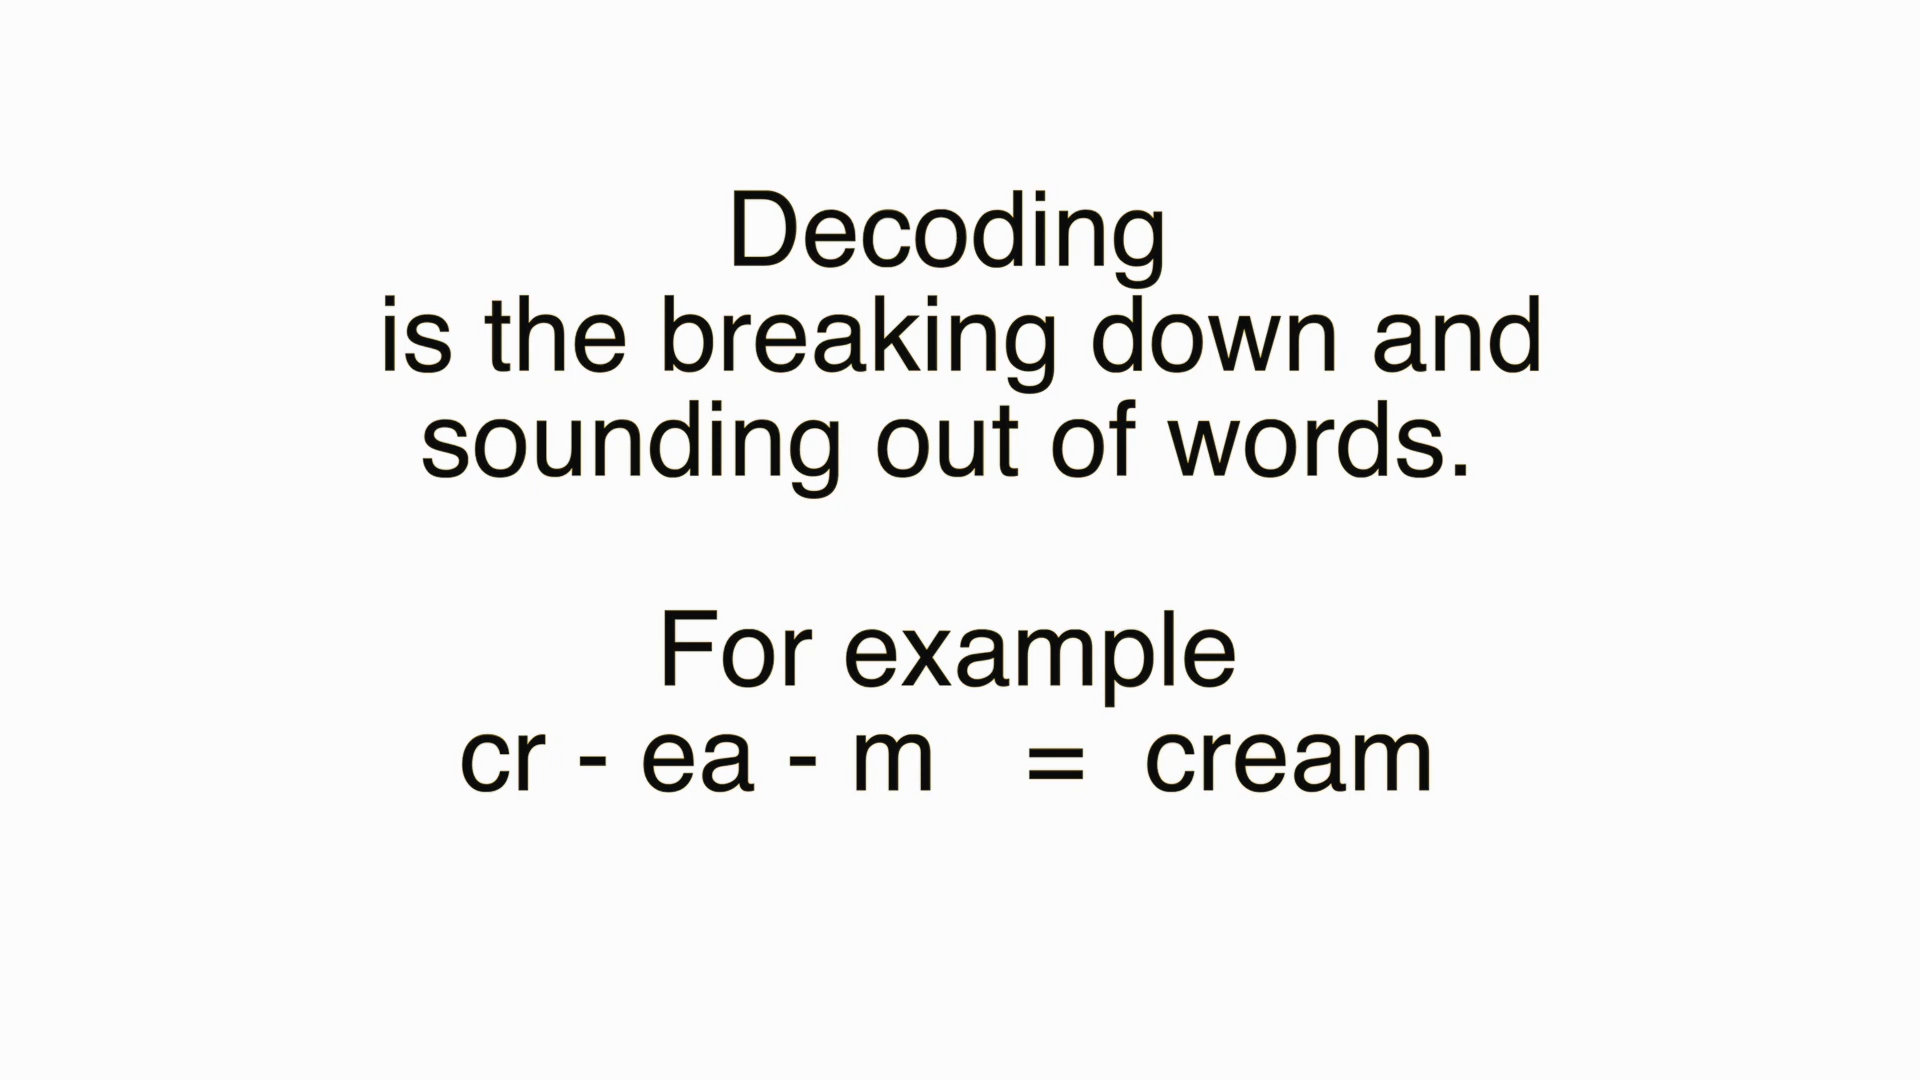 Decoding
is the breaking down and
sounding out of words.
For example
cr - ea - m = cream